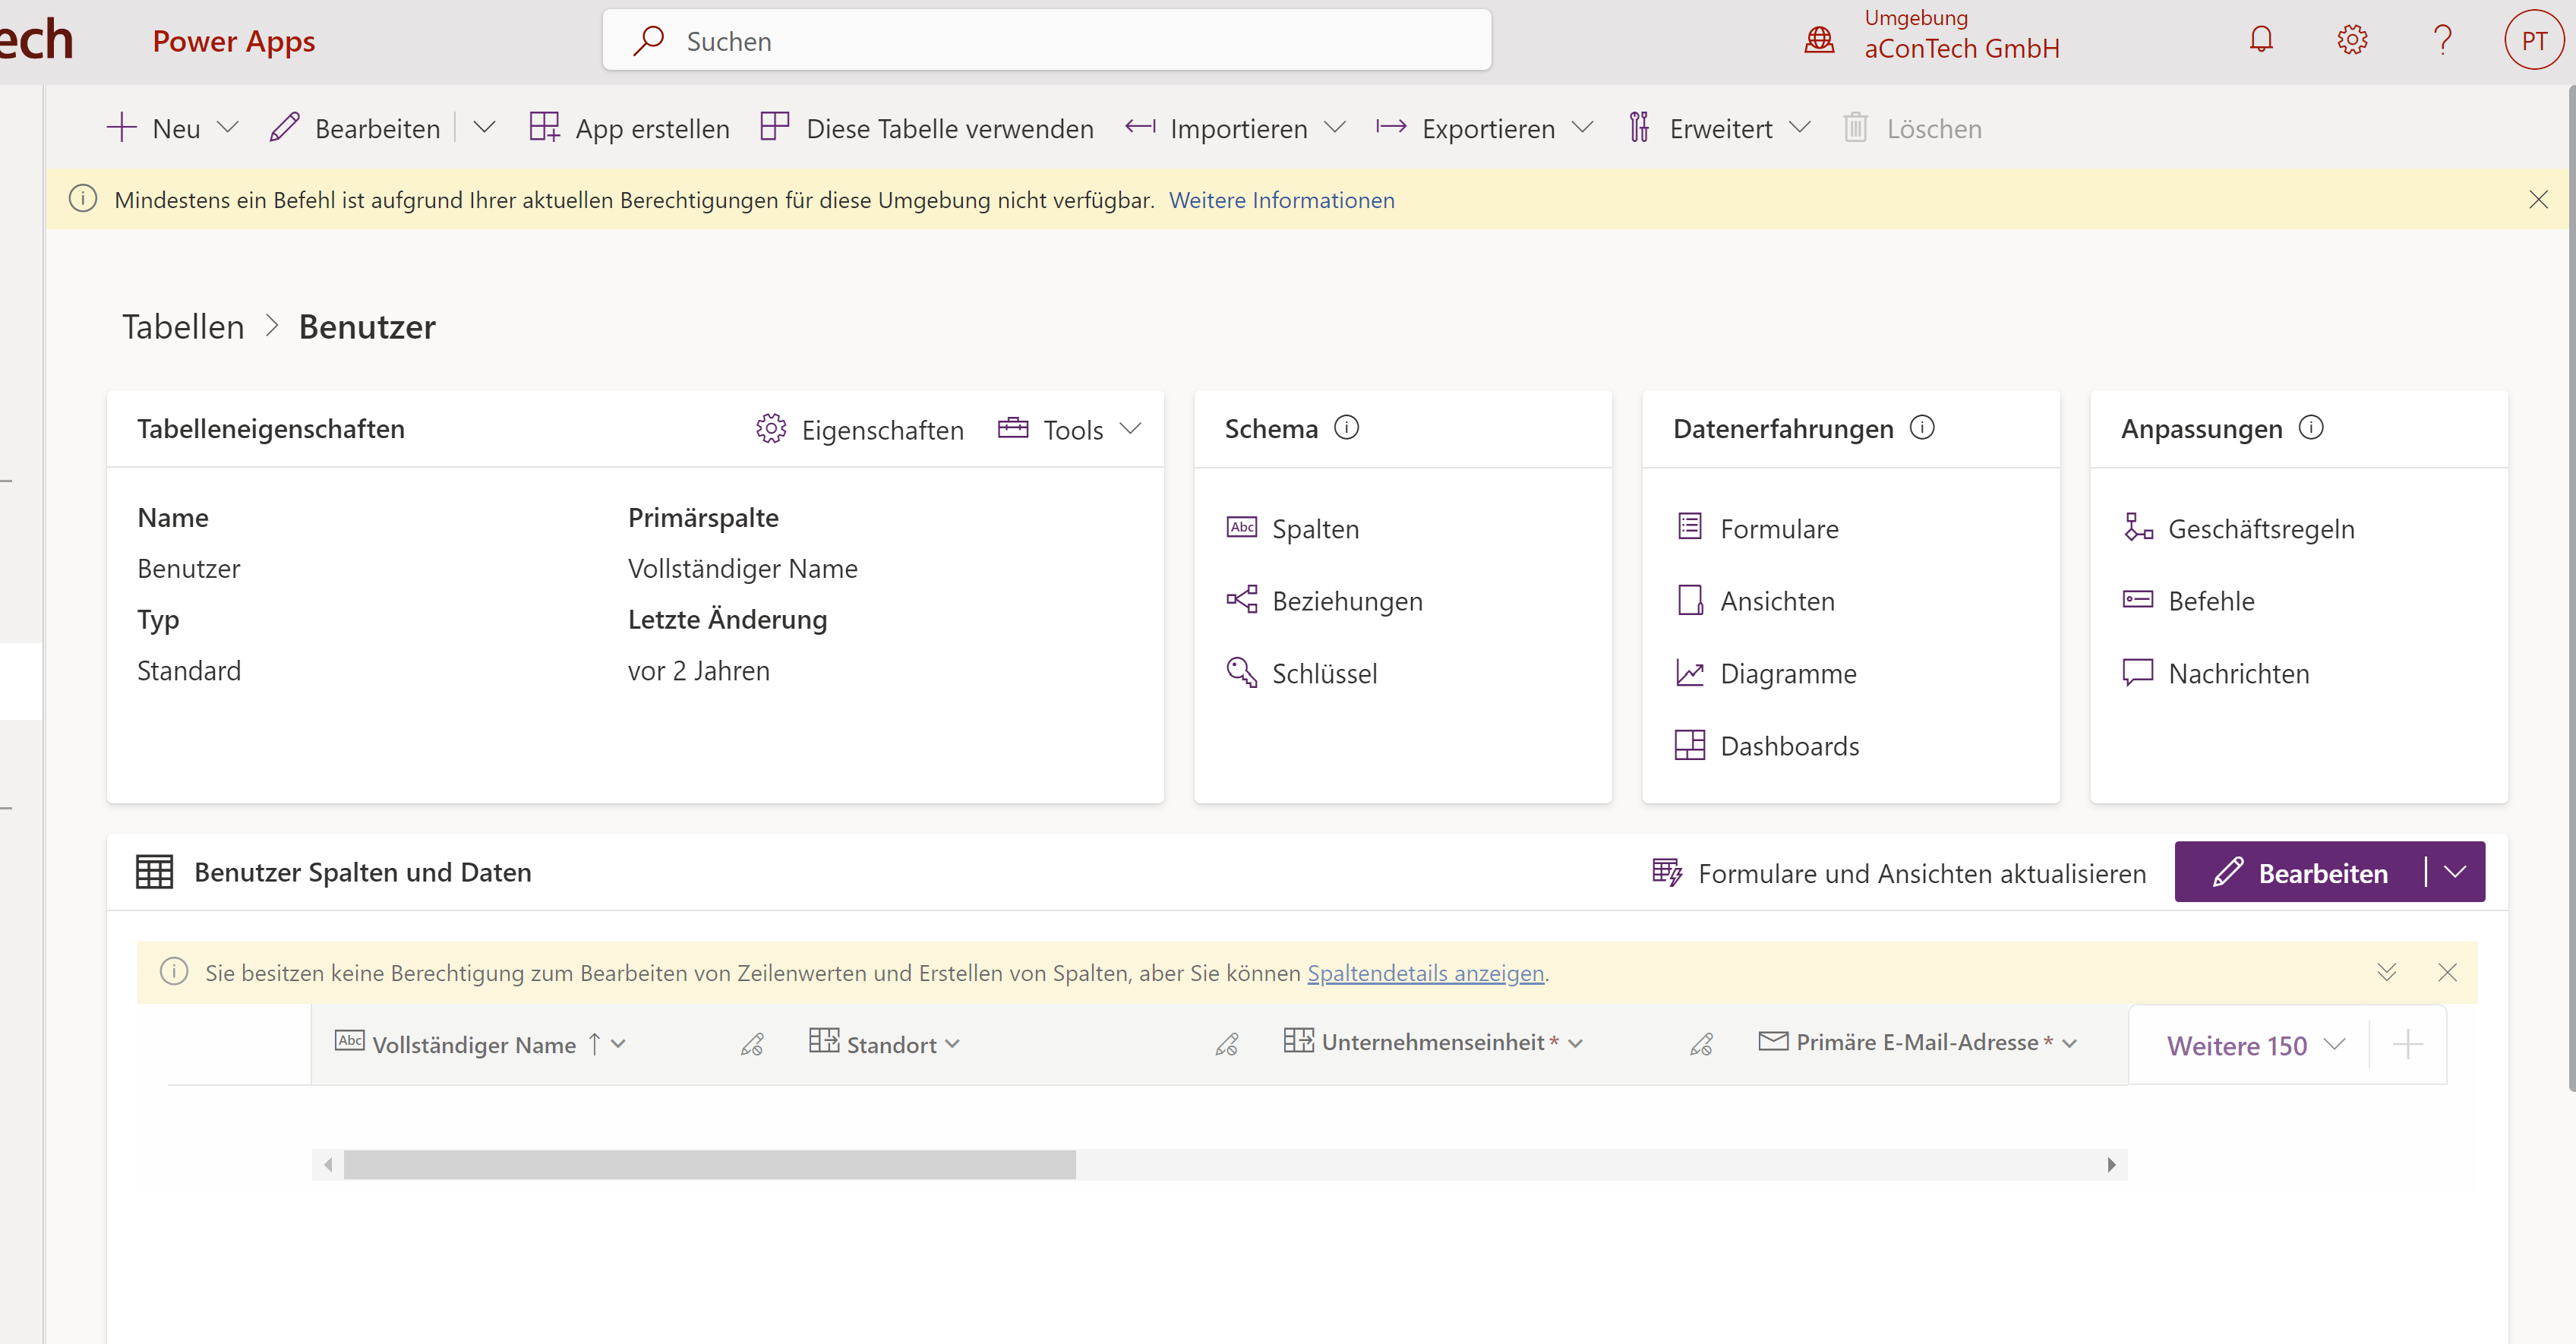 ech Power Apps Suchen Umgebung
aConTech GmbH PT
Neu Bearbeiten App erstellen Diese Tabelle verwenden Importieren Exportieren Erweitert Löschen
Mindestens ein Befehl ist aufgrund Ihrer aktuellen Berechtigungen für diese Umgebung nicht verfügbar. Weitere Informationen
Tabellen > Benutzer
Tabelleneigenschaften Eigenschaften Tools
Name Primärspalte
Benutzer Vollständiger Name
Typ Letzte Änderung
Standard vor 2 Jahren
Schema
Abc Spalten
Beziehungen
Schlüssel
Datenerfahrungen
Formulare
Ansichten
Diagramme
Dashboards
Anpassungen
Geschäftsregeln
Befehle
Nachrichten
Benutzer Spalten und Daten Formulare und Ansichten aktualisieren Bearbeiten
Sie besitzen keine Berechtigung zum Bearbeiten von Zeilenwerten und Erstellen von Spalten, aber Sie können Spaltendetails anzeigen.
Abc Vollständiger Name ↑ Standort Unternehmenseinheit * Primäre E-Mail-Adresse * Weitere 150